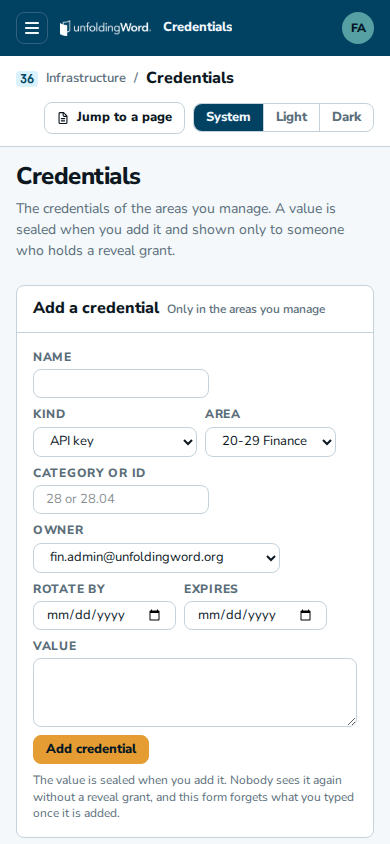 unfoldingWord. Credentials FA
36 Infrastructure / Credentials
Jump to a page System Light Dark
Credentials
The credentials of the areas you manage. A value is
sealed when you add it and shown only to someone
who holds a reveal grant.
Add a credential Only in the areas you manage
NAME
KIND AREA
API key 20-29 Finance
CATEGORY OR ID
28 or 28.04
OWNER
fin.admin@unfoldingword.org
ROTATE BY EXPIRES
mm/dd/yyyy mm/dd/yyyy
VALUE
Add credential
The value is sealed when you add it. Nobody sees it again
without a reveal grant, and this form forgets what you typed
once it is added.